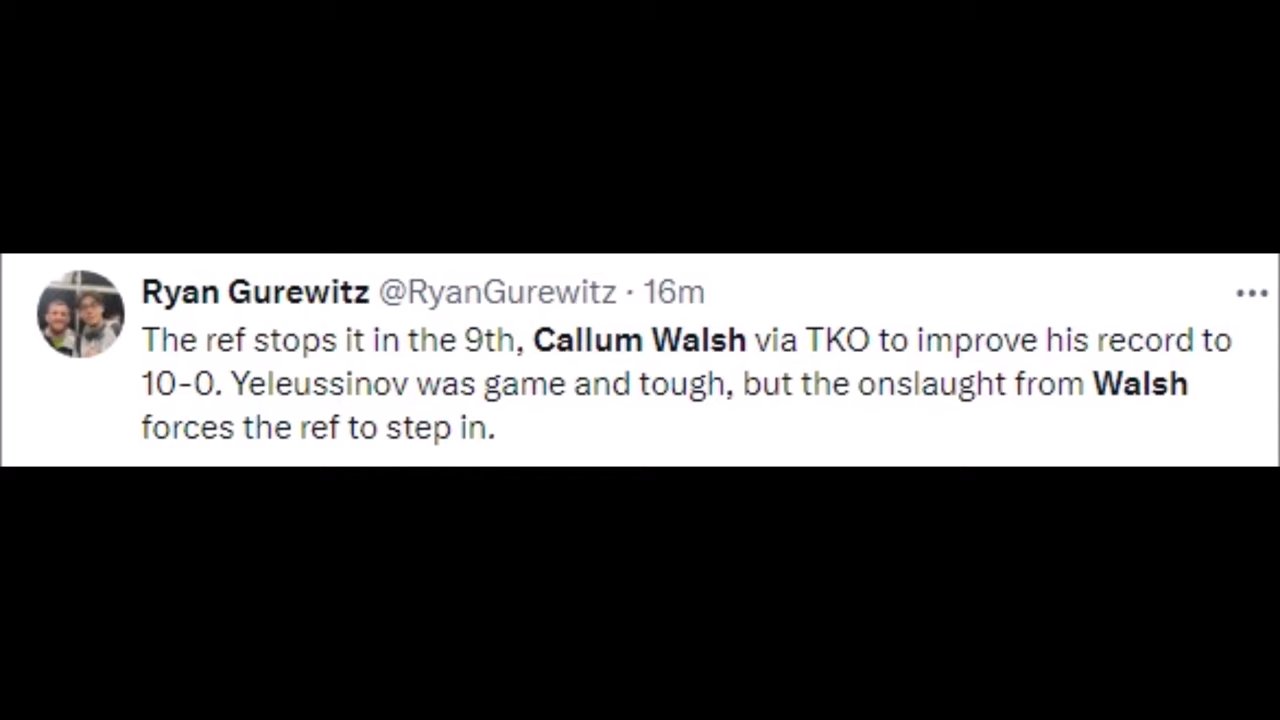 Ryan Gurewitz @RyanGurewitz · 16m
The ref stops it in the 9th, Callum Walsh via TKO to improve his record to
10-0. Yeleussinov was game and tough, but the onslaught from Walsh
forces the ref to step in.